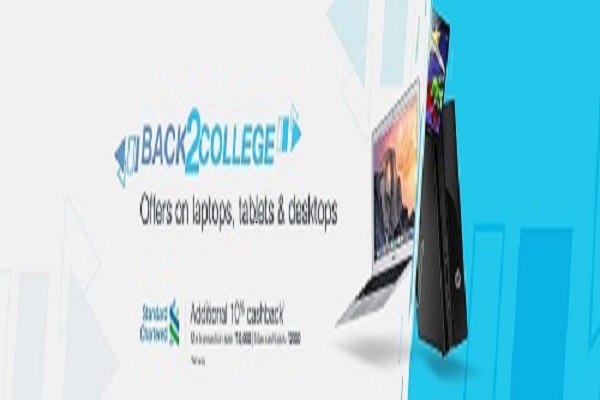 BACK2COLLEGE
Offers on laptops, tablets & desktops
Standard
Chartered
Additional 10% cashback